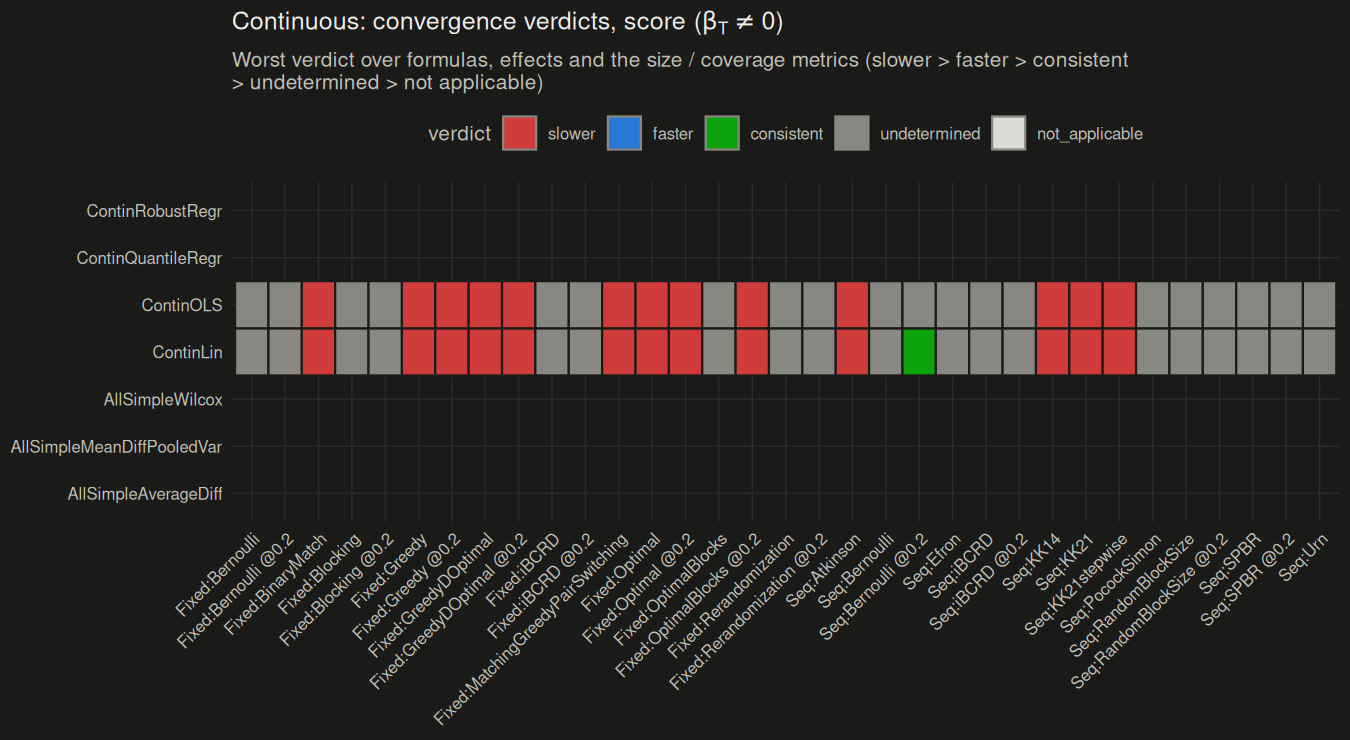 Continuous: convergence verdicts, score (βT ≠ 0)
Worst verdict over formulas, effects and the size / coverage metrics (slower > faster > consistent
> undetermined > not applicable)
verdict slower faster consistent undetermined not_applicable
ContinRobustRegr
ContinQuantileRegr
ContinOLS
ContinLin
AllSimpleWilcox
AllSimpleMeanDiffPooledVar
AllSimpleAverageDiff
Fixed:Bernoulli
Fixed:Bernoulli @0.2
Fixed:BinaryMatch
Fixed:Blocking
Fixed:Blocking @0.2
Fixed:Greedy
Fixed:Greedy @0.2
Fixed:GreedyDOptimal
Fixed:GreedyDOptimal @0.2
Fixed:iBCRD
Fixed:iBCRD @0.2
Fixed:MatchingGreedyPairSwitching
Fixed:Optimal
Fixed:Optimal @0.2
Fixed:OptimalBlocks
Fixed:OptimalBlocks @0.2
Fixed:Rerandomization
Fixed:Rerandomization @0.2
Seq:Atkinson
Seq:Bernoulli
Seq:Bernoulli @0.2
Seq:Efron
Seq:iBCRD
Seq:iBCRD @0.2
Seq:KK14
Seq:KK21
Seq:KK21stepwise
Seq:PocockSimon
Seq:RandomBlockSize
Seq:RandomBlockSize @0.2
Seq:SPBR
Seq:SPBR @0.2
Seq:Urn